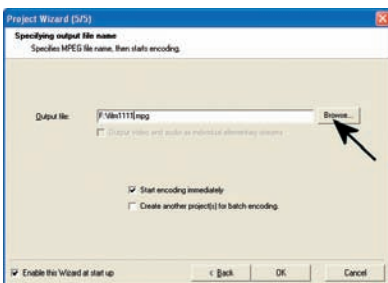 Project Wizard (5/5)
Specifying output file name
Specifies MPEG file name, then starts encoding.
Output file:
Browse...
Output video and audio as individual elementary streams
Start encoding immediately
Create another project(s) for batch encoding.
Enable this Wizard at start up
< Back
OK
Cancel